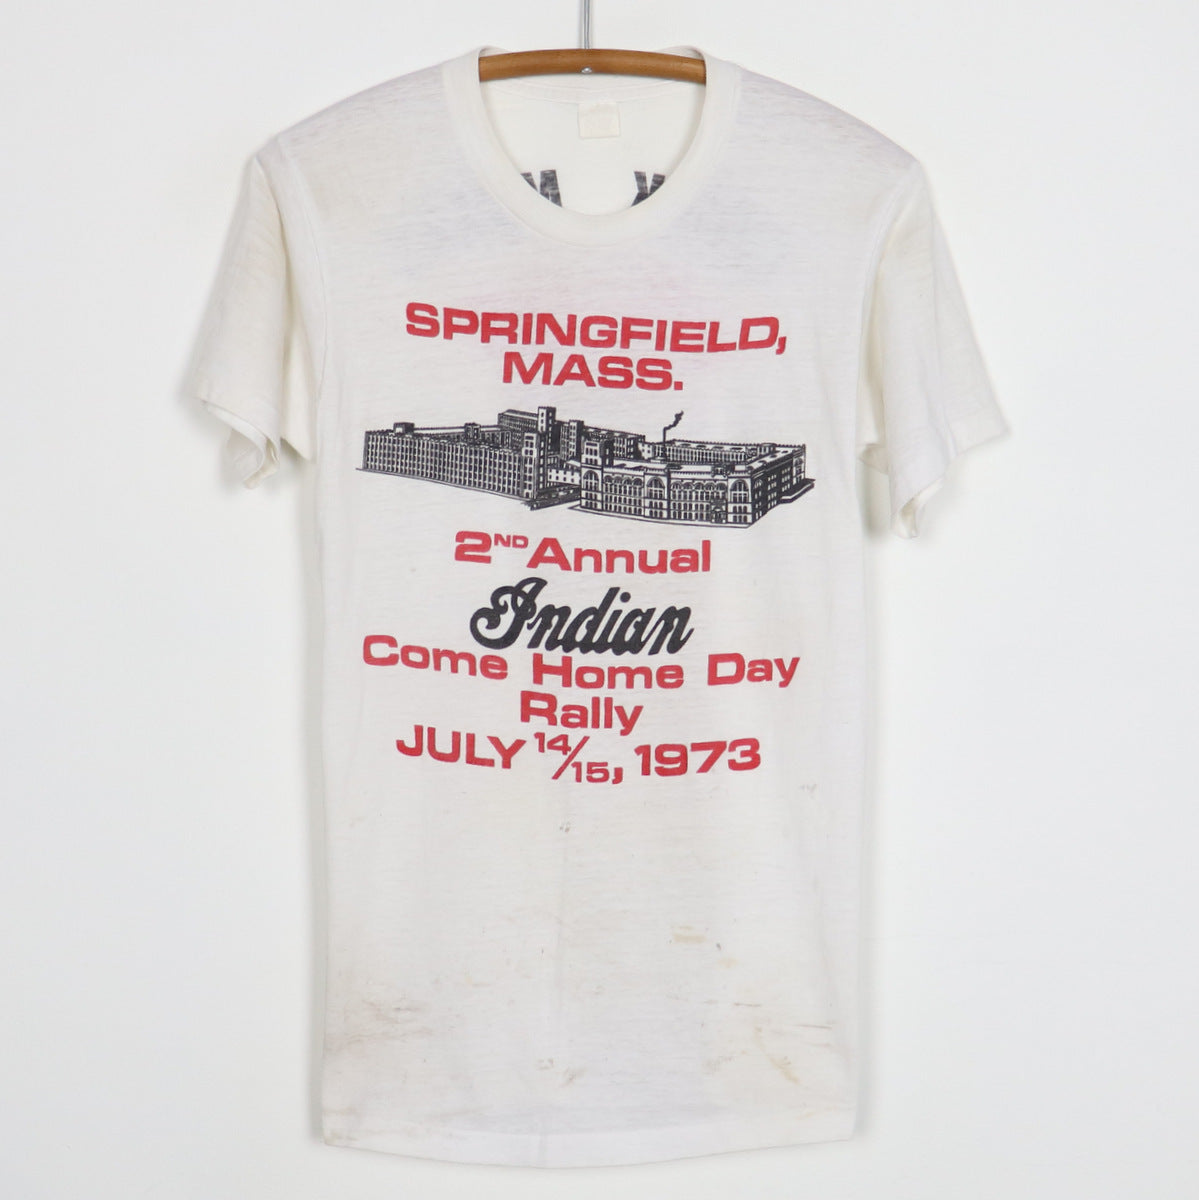 SPRINGFIELD,
MASS.
2ND Annual
Indian
Come Home Day
Rally
JULY 14/15, 1973